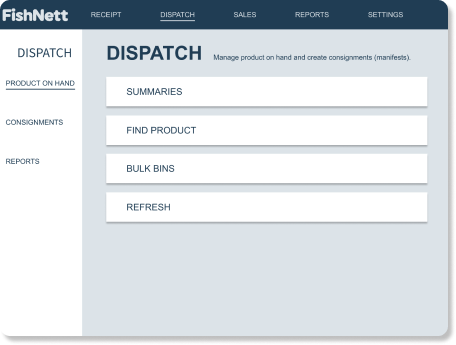 FishNett
RECEIPT
DISPATCH
SALES
REPORTS
SETTINGS
DISPATCH
PRODUCT ON HAND
CONSIGNMENTS
REPORTS
DISPATCH
Manage product on hand and create consignments (manifests).
SUMMARIES
FIND PRODUCT
BULK BINS
REFRESH